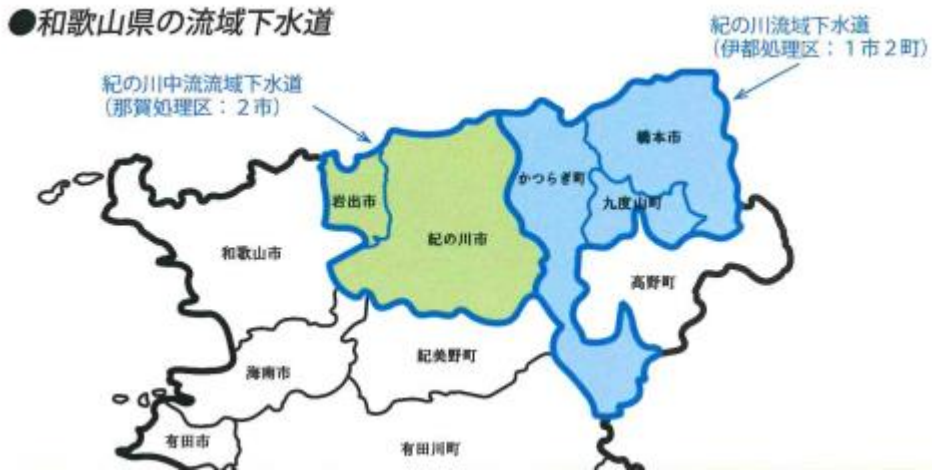 ●和歌山県の流域下水道
紀の川流域下水道
（伊都処理区：１市２町）
紀の川中流流域下水道
（那賀処理区：２市）
橋本市
かつらぎ町
岩出市
九度山町
紀の川市
和歌山市
高野町
紀美野町
海南市
有田市
有田川町